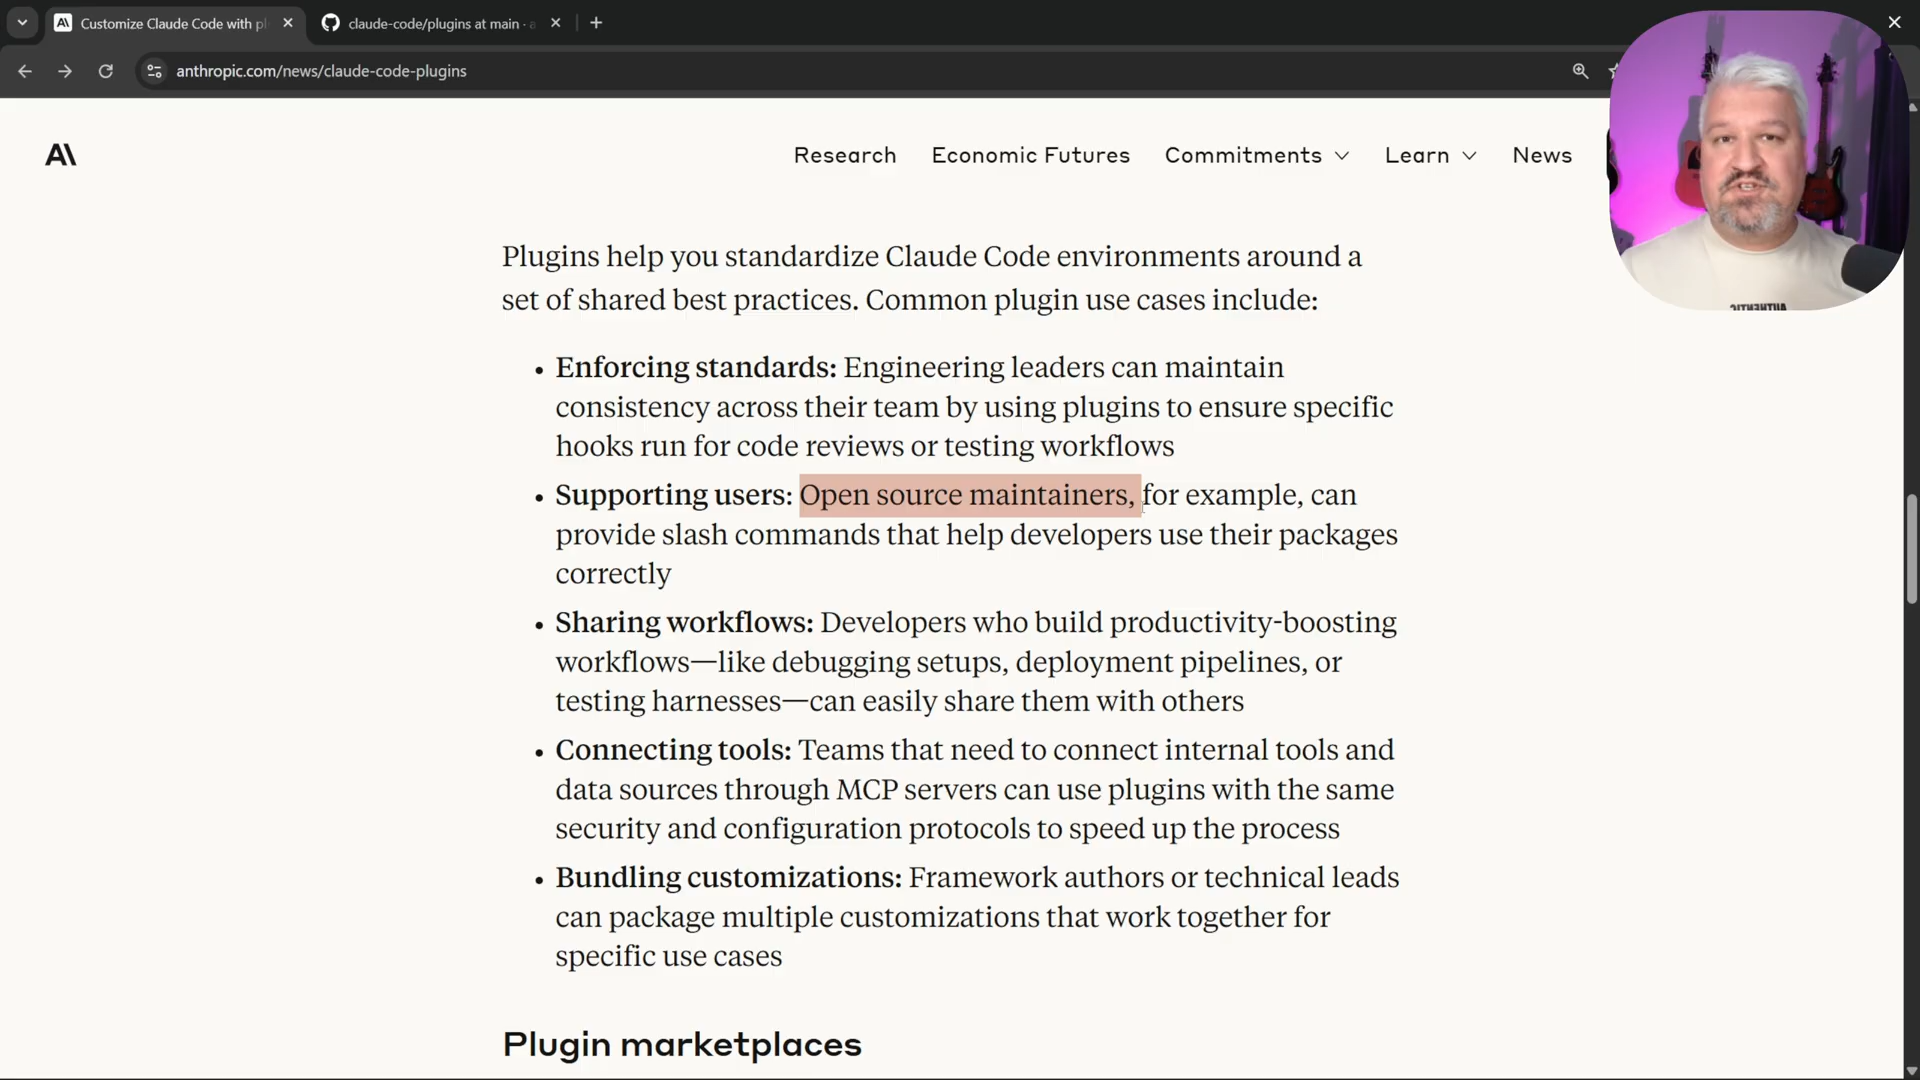 Customize Claude Code with pl
claude-code/plugins at main · a
anthropic.com/news/claude-code-plugins
A\
Research
Economic Futures
Commitments
Learn
News
Plugins help you standardize Claude Code environments around a
set of shared best practices. Common plugin use cases include:
• Enforcing standards: Engineering leaders can maintain
consistency across their team by using plugins to ensure specific
hooks run for code reviews or testing workflows
• Supporting users: Open source maintainers, for example, can
provide slash commands that help developers use their packages
correctly
• Sharing workflows: Developers who build productivity-boosting
workflows—like debugging setups, deployment pipelines, or
testing harnesses—can easily share them with others
• Connecting tools: Teams that need to connect internal tools and
data sources through MCP servers can use plugins with the same
security and configuration protocols to speed up the process
• Bundling customizations: Framework authors or technical leads
can package multiple customizations that work together for
specific use cases
Plugin marketplaces
AUTHENTIC